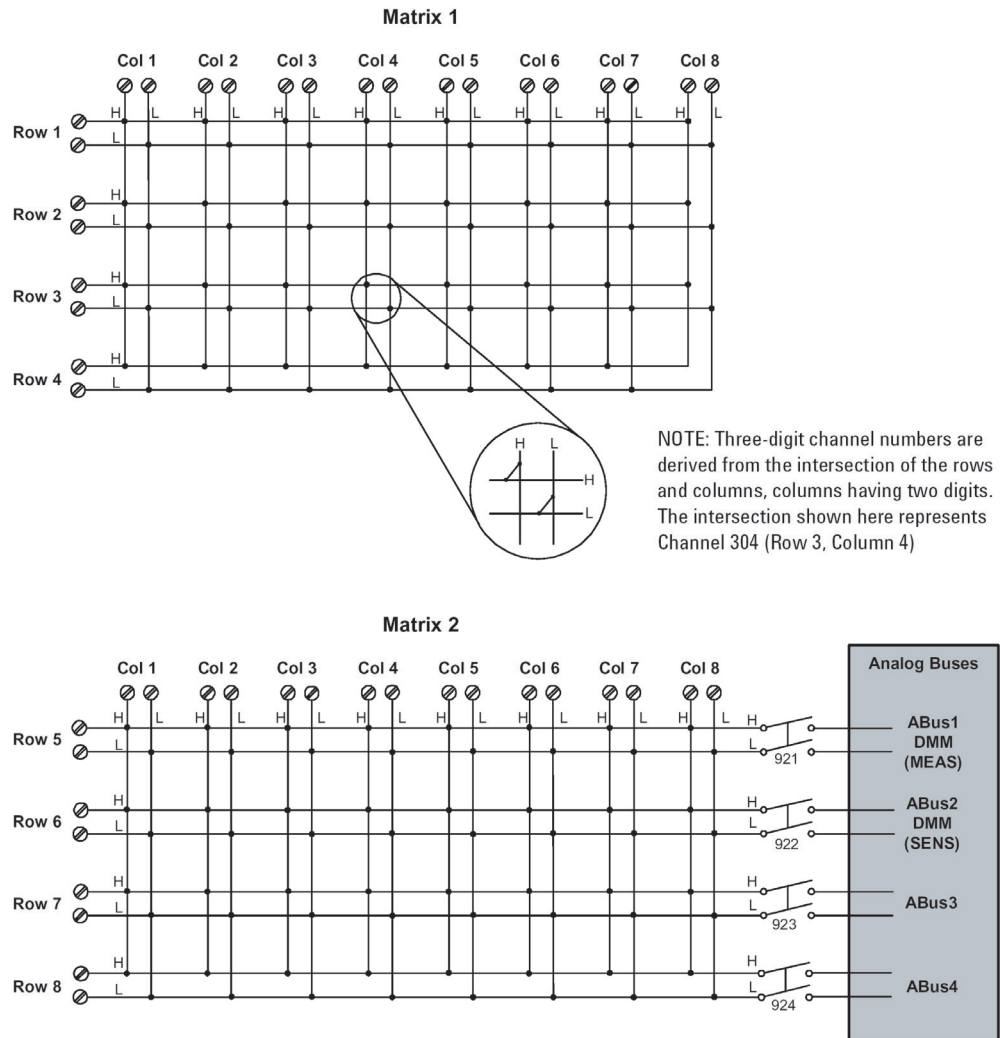 Matrix 1
Col 1 Col 2 Col 3 Col 4 Col 5 Col 6 Col 7 Col 8
H L H L H L H L H L H L H L H L
Row 1
L
H
Row 2
L
H
Row 3
L
H
Row 4
L
H L
H
L
NOTE: Three-digit channel numbers are
derived from the intersection of the rows
and columns, columns having two digits.
The intersection shown here represents
Channel 304 (Row 3, Column 4)
Matrix 2
Col 1 Col 2 Col 3 Col 4 Col 5 Col 6 Col 7 Col 8
Analog Buses
H L H L H L H L H L H L H L H L H
Row 5
L L
921
ABus1
DMM
(MEAS)
H H
Row 6
L L
922
ABus2
DMM
(SENS)
H H
Row 7
L L
923
ABus3
H H
Row 8
L L
924
ABus4